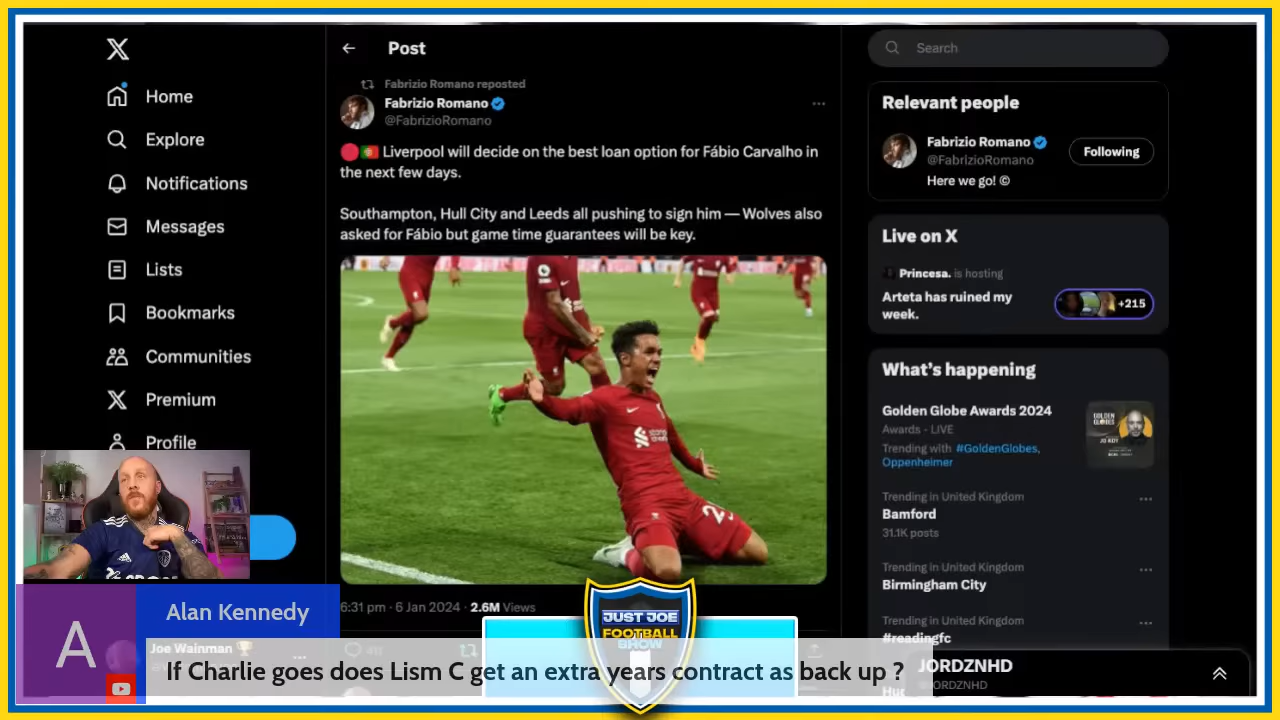 Home
Explore
Notifications
Messages
Lists
Bookmarks
Communities
Premium
Profile
Post
Fabrizio Romano reposted
Fabrizio Romano
@FabrizioRomano
Liverpool will decide on the best loan option for Fábio Carvalho in
the next few days.
Southampton, Hull City and Leeds all pushing to sign him — Wolves also
asked for Fábio but game time guarantees will be key.
6:31 pm · 6 Jan 2024 · 2.6M Views
Search
Relevant people
Fabrizio Romano
@FabrizioRomano
Following
Here we go! ©
Live on X
Princesa. is hosting
Arteta has ruined my
week.
+215
What's happening
Golden Globe Awards 2024
Awards · LIVE
Trending with #GoldenGlobes,
Oppenheimer
Trending in United Kingdom
Bamford
31.1K posts
Trending in United Kingdom
Birmingham City
Trending in United Kingdom
#readingfc
JORDZNHD
JORDZNHD
JUST JOE
FOOTBALL
SHOW
A
Alan Kennedy
Joe Wainman
If Charlie goes does Lism C get an extra years contract as back up ?